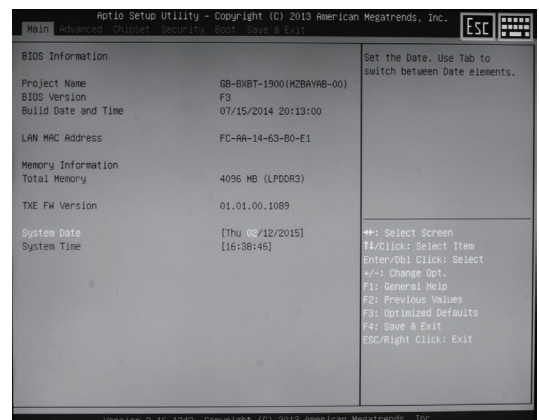 Aptio Setup Utility - Copyright (C) 2013 American Megatrends, Inc.
Esc
Main Advanced Chipset Security Boot Save & Exit
BIOS Information
Project Name GB-BXBT-1900(MZBAYAB-00)
BIOS Version F3
Build Date and Time 07/15/2014 20:13:00
LAN MAC Address FC-AA-14-63-B0-E1
Memory Information
Total Memory 4096 MB (LPDDR3)
TXE FW Version 01.01.00.1089
System Date [Thu 02/12/2015]
System Time [16:38:45]
Set the Date. Use Tab to
switch between Date elements.
→←: Select Screen
↑↓/Click: Select Item
Enter/Dbl Click: Select
+/-: Change Opt.
F1: General Help
F2: Previous Values
F3: Optimized Defaults
F4: Save & Exit
ESC/Right Click: Exit
Copyright (C) 2013 American Megatrends, Inc.